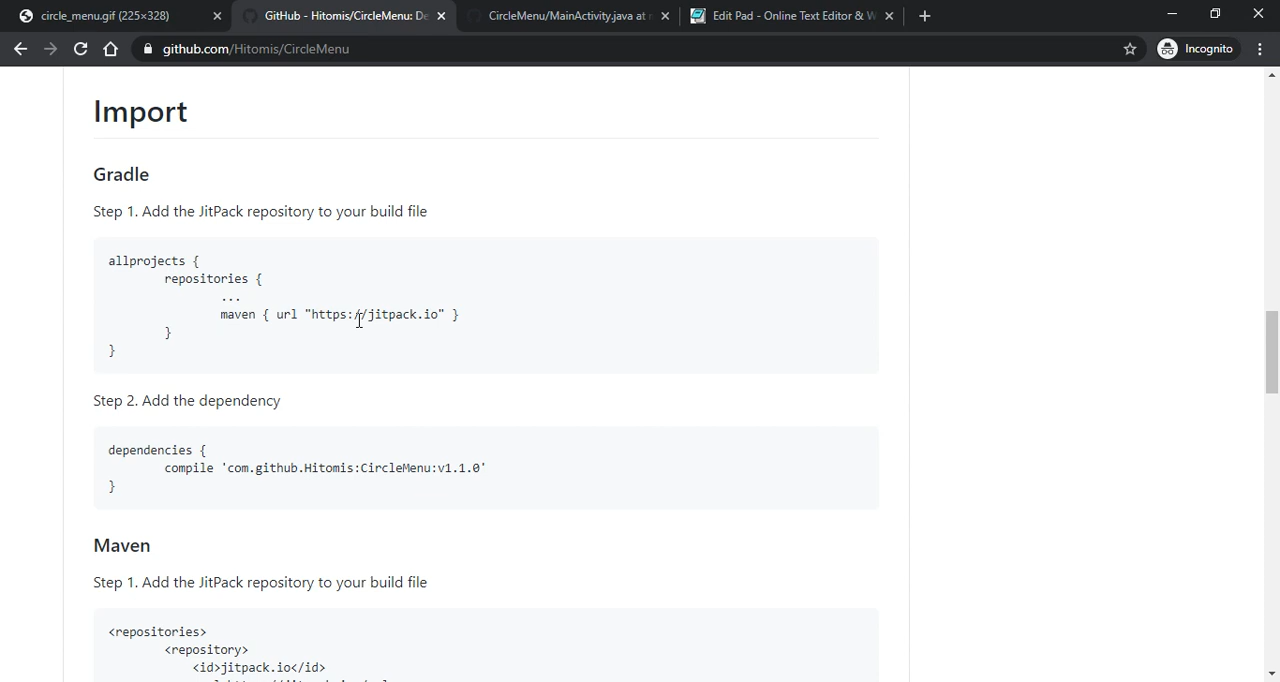 circle_menu.gif (225×328)
GitHub - Hitomis/CircleMenu: De
CircleMenu/MainActivity.java at
Edit Pad - Online Text Editor & W
github.com/Hitomis/CircleMenu
Incognito
Import
Gradle
Step 1. Add the JitPack repository to your build file
allprojects {
repositories {
...
maven { url "https://jitpack.io" }
}
}
Step 2. Add the dependency
dependencies {
compile 'com.github.Hitomis:CircleMenu:v1.1.0'
}
Maven
Step 1. Add the JitPack repository to your build file
<repositories>
<repository>
<id>jitpack.io</id>